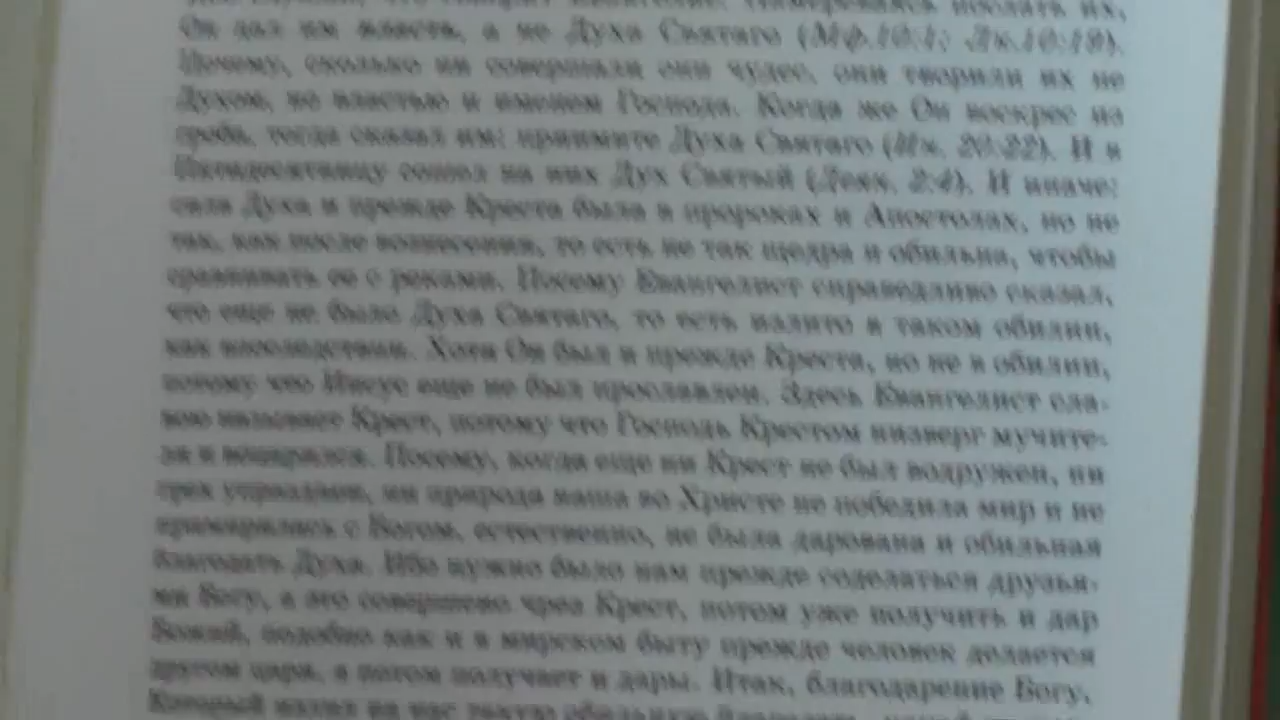 Он дал им власть, а не Духа Святаго (Мф.10:1; Лк.10:19).
Почему, сколько ни совершали они чудес, они творили их не
Духом, но властью и именем Господа. Когда же Он воскрес из
гроба, тогда сказал им: приимите Духа Святаго (Ин. 20:22). И в
Пятидесятницу сошел на них Дух Святый (Деян. 2:4). И иначе:
сила Духа и прежде Креста была в пророках и Апостолах, но не
так, как после вознесения, то есть не так щедра и обильна, чтобы
сравнивать ее с реками. Посему Евангелист справедливо сказал,
что еще не было Духа Святаго, то есть излито в таком обилии,
как впоследствии. Хотя Он был и прежде Креста, но не в обилии,
потому что Иисус еще не был прославлен. Здесь Евангелист сла-
вою называет Крест, потому что Господь Крестом низверг мучите-
ля и воцарился. Посему, когда еще ни Крест не был водружен, ни
грех упразднен, ни природа наша во Христе не победила мир и не
примирилась с Богом, естественно, не была дарована и обильная
благодать Духа. Ибо нужно было нам прежде соделаться друзья-
ми Богу, а это совершено чрез Крест, потом уже получить и дар
Божий, подобно как и в мирском быту прежде человек делается
другом царя, а потом получает и дары. Итак, благодарение Богу,
Который излил на нас такую обильную благодать,